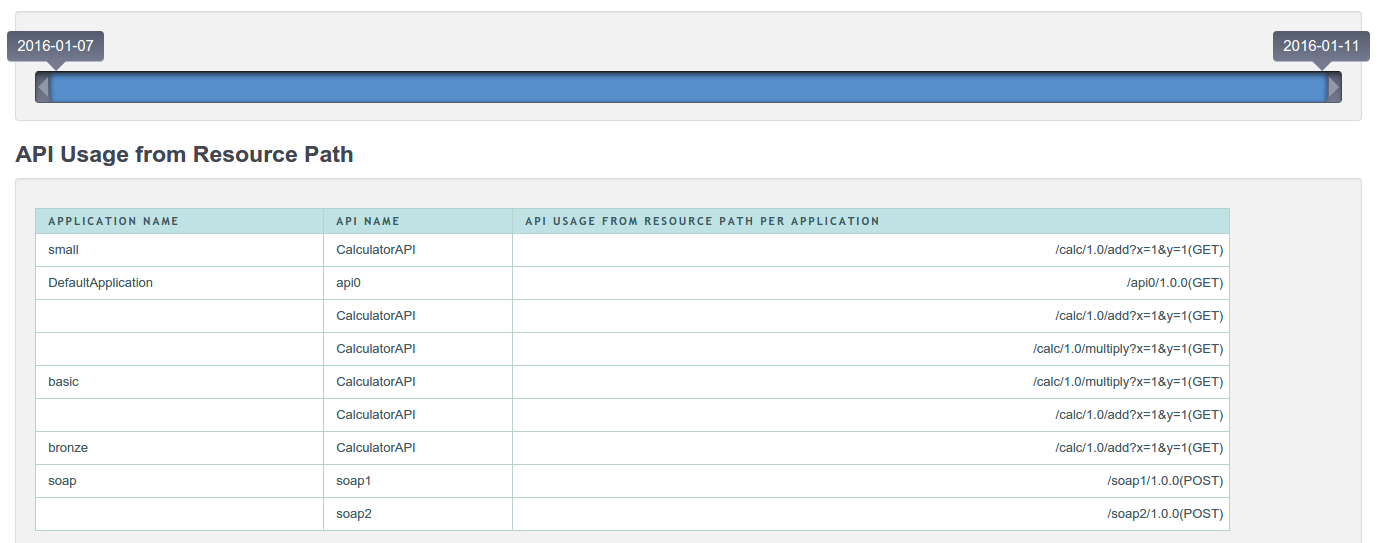 2016-01-07 2016-01-11
API Usage from Resource Path
APPLICATION NAME API NAME API USAGE FROM RESOURCE PATH PER APPLICATION
small CalculatorAPI /calc/1.0/add?x=1&y=1(GET)
DefaultApplication api0 /api0/1.0.0(GET)
CalculatorAPI /calc/1.0/add?x=1&y=1(GET)
CalculatorAPI /calc/1.0/multiply?x=1&y=1(GET)
basic CalculatorAPI /calc/1.0/multiply?x=1&y=1(GET)
CalculatorAPI /calc/1.0/add?x=1&y=1(GET)
bronze CalculatorAPI /calc/1.0/add?x=1&y=1(GET)
soap soap1 /soap1/1.0.0(POST)
soap2 /soap2/1.0.0(POST)